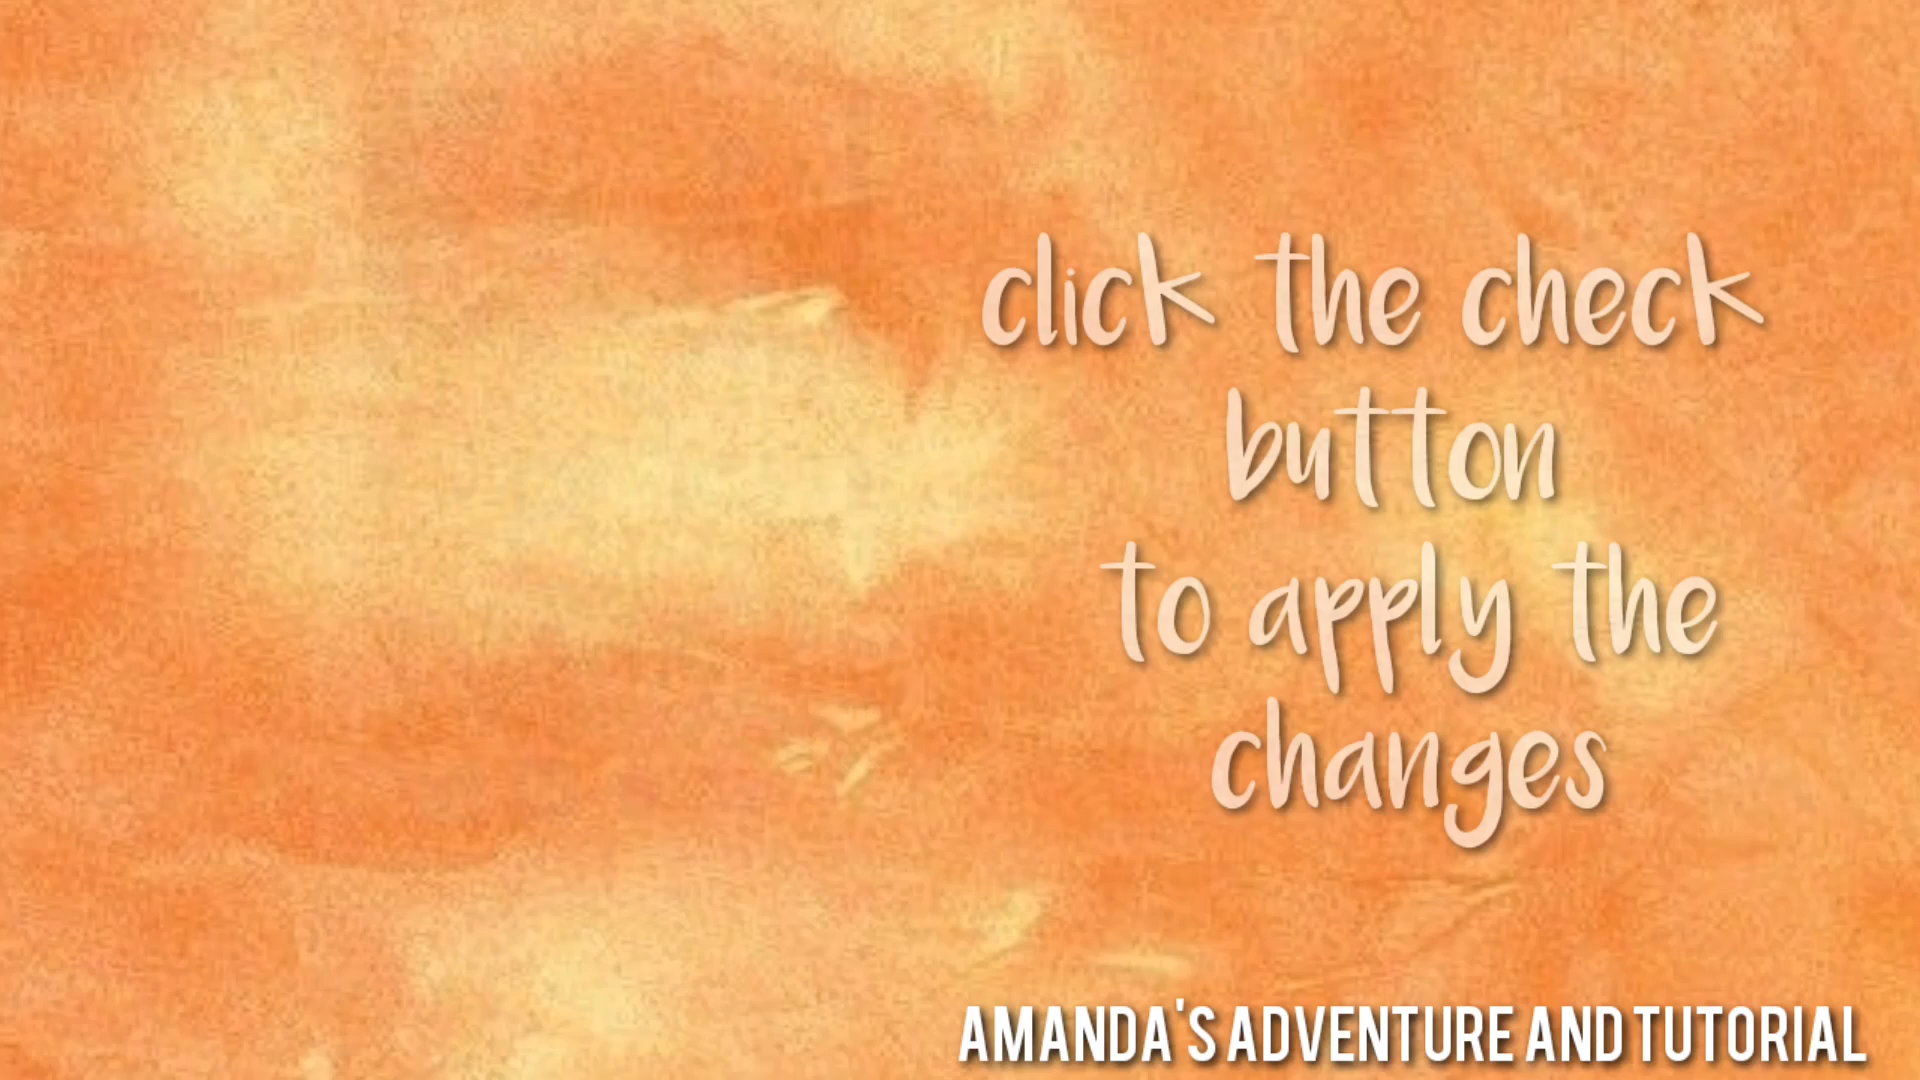 click the check
button
to apply the
changes
AMANDA'S ADVENTURE AND TUTORIAL